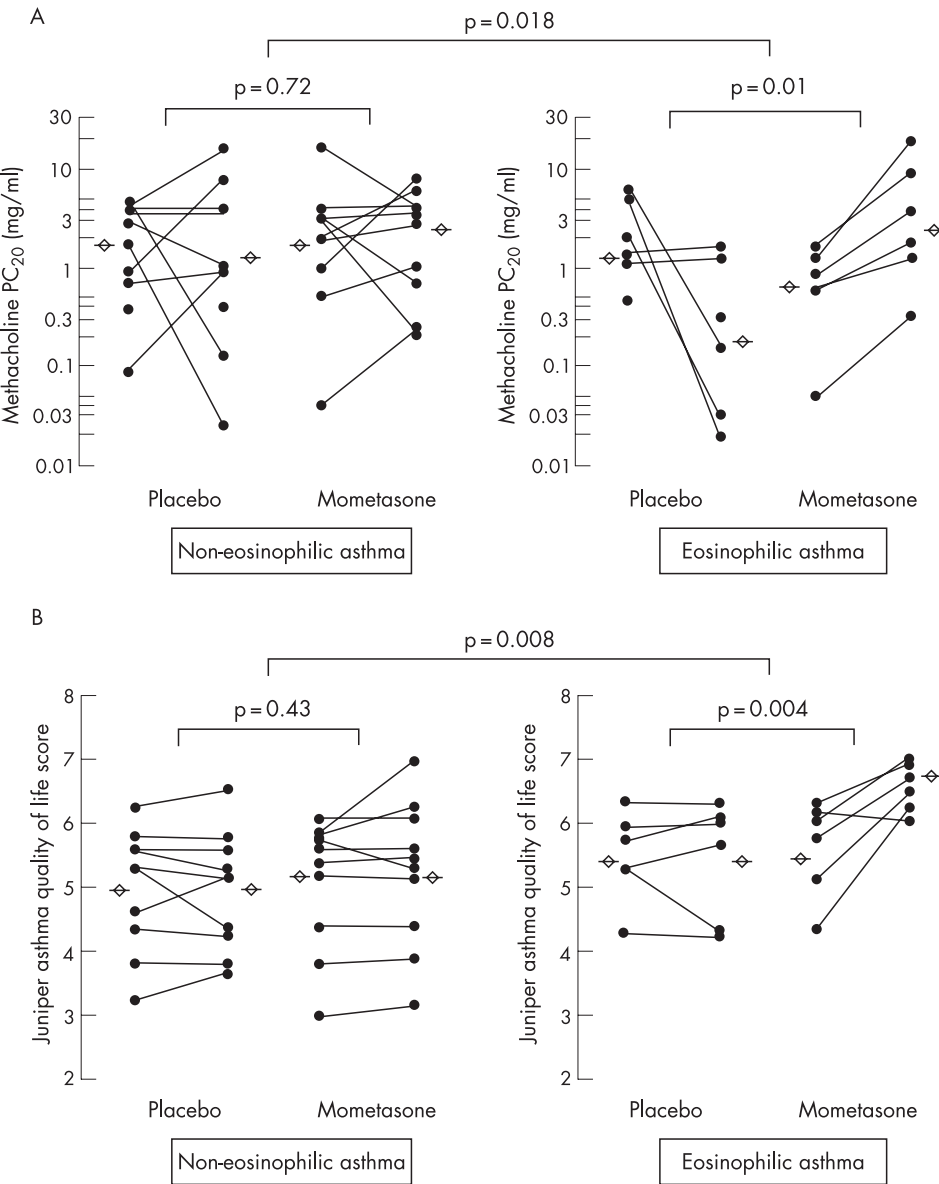 A
p=0.018
p=0.72
p=0.01
Methacholine PC20 (mg/ml)
30
10
3
1
0.3
0.1
0.03
0.01
Methacholine PC20 (mg/ml)
30
10
3
1
0.3
0.1
0.03
0.01
Placebo
Mometasone
Placebo
Mometasone
Non-eosinophilic asthma
Eosinophilic asthma
B
p=0.008
p=0.43
p=0.004
Juniper asthma quality of life score
8
7
6
5
4
3
2
Juniper asthma quality of life score
8
7
6
5
4
3
2
Placebo
Mometasone
Placebo
Mometasone
Non-eosinophilic asthma
Eosinophilic asthma